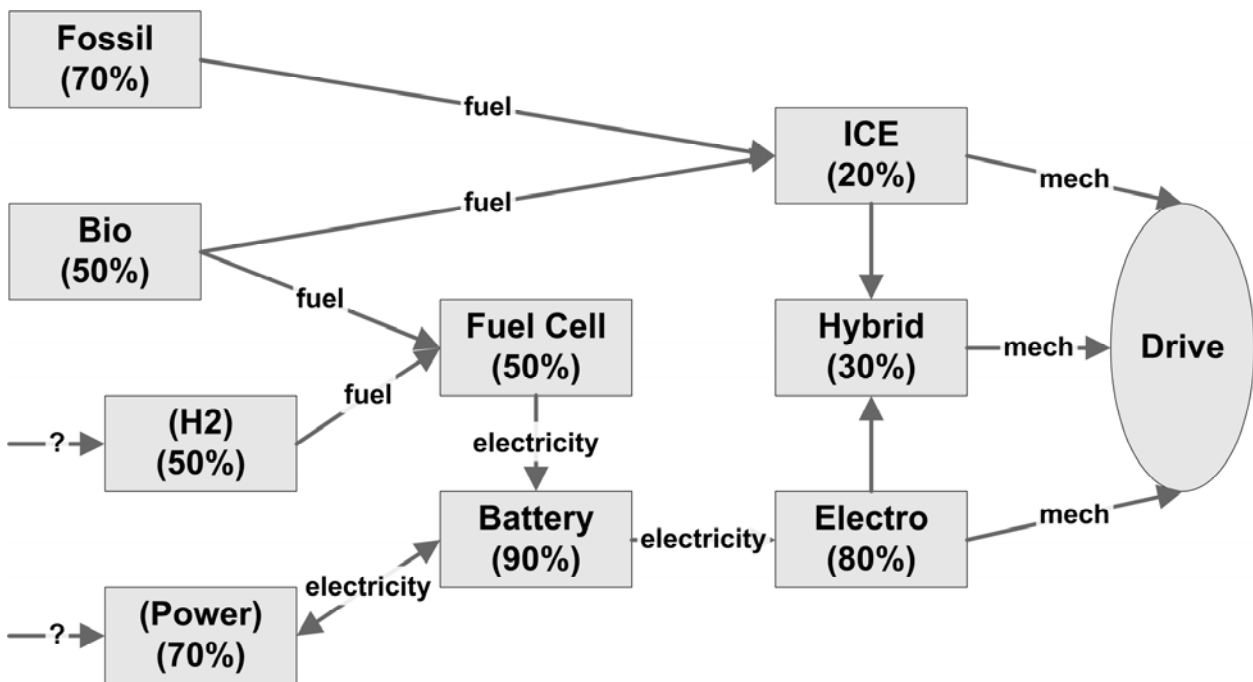 Fossil
(70%)
fuel
ICE
(20%)
mech
fuel
Bio
(50%)
fuel
Fuel Cell
(50%)
Hybrid
(30%)
mech
Drive
fuel
?
(H2)
(50%)
electricity
Battery
(90%)
electricity
Electro
(80%)
mech
electricity
?
(Power)
(70%)